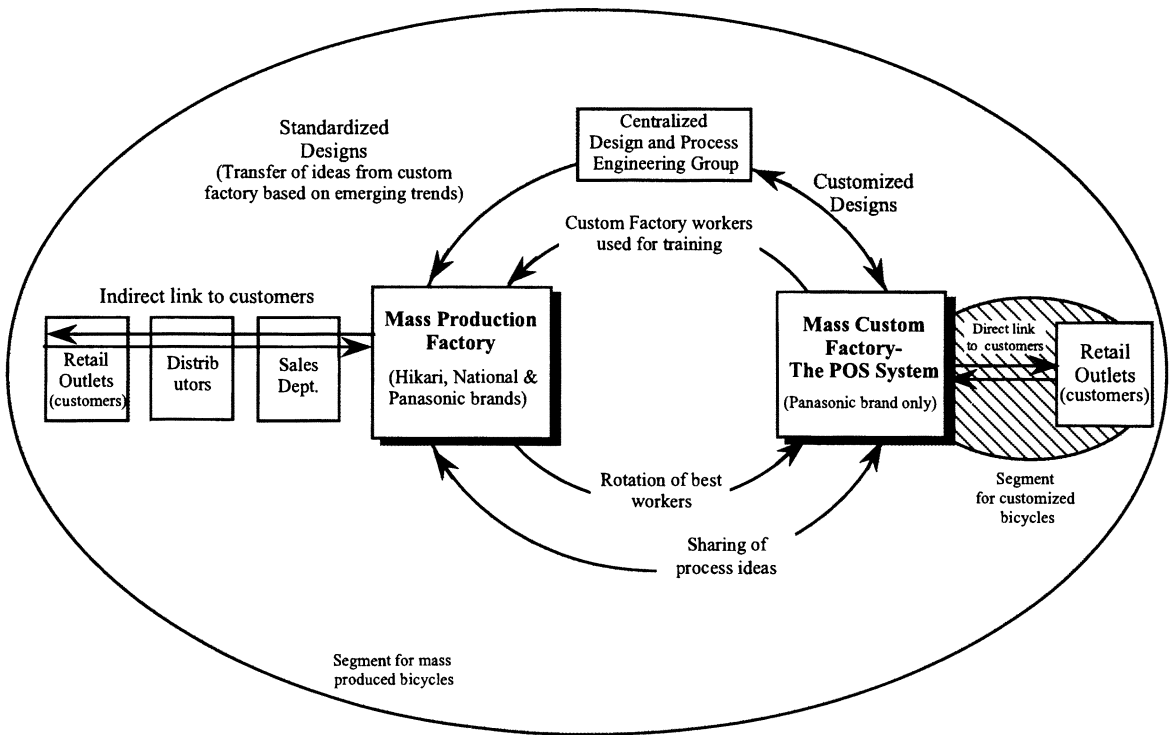 Standardized
Designs
(Transfer of ideas from custom
factory based on emerging trends)
Centralized
Design and Process
Engineering Group
Customized
Designs
Custom Factory workers
used for training
Indirect link to customers
Retail
Outlets
(customers)
Distrib
utors
Sales
Dept.
Mass Production
Factory
(Hikari, National &
Panasonic brands)
Mass Custom
Factory-
The POS System
(Panasonic brand only)
Direct link
to customers
Retail
Outlets
(customers)
Rotation of best
workers
Segment
for customized
bicycles
Sharing of
process ideas
Segment for mass
produced bicycles